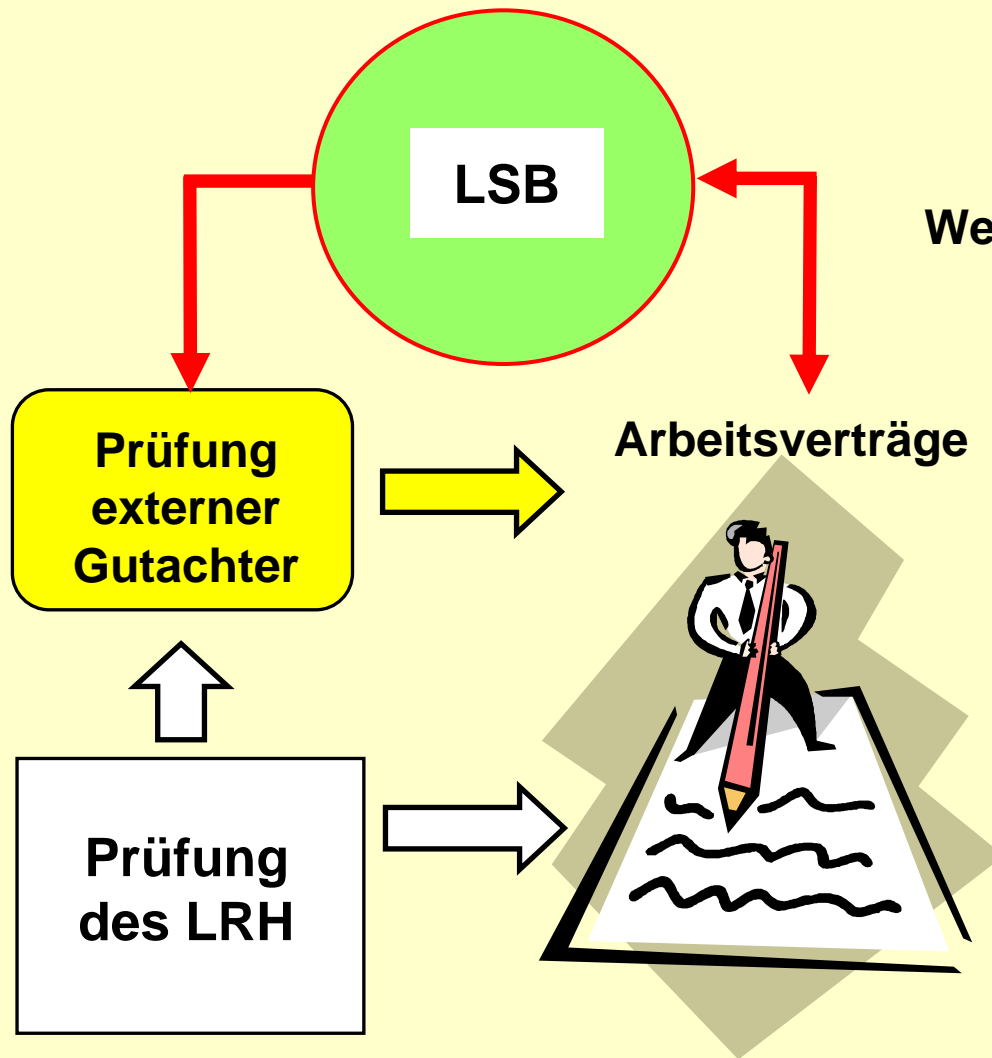 LSB
We
Prüfung
externer
Gutachter
Arbeitsverträge
Prüfung
des LRH